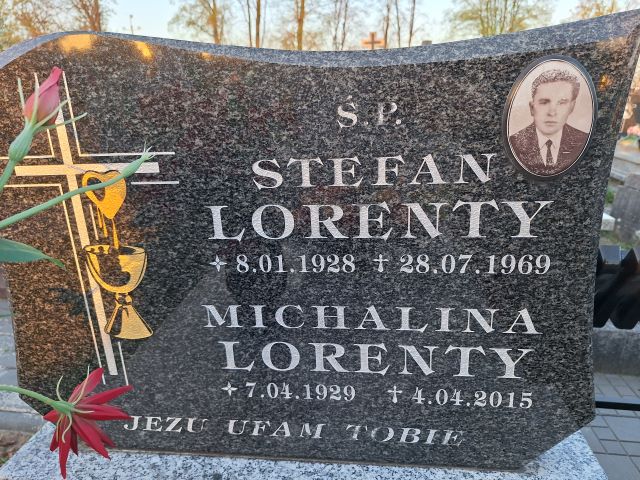 Ś.P.
STEFAN
LORENTY
✦ 8.01.1928 ✝ 28.07.1969
MICHALINA
LORENTY
✦ 7.04.1929 ✝ 4.04.2015
JEZU UFAM TOBIE